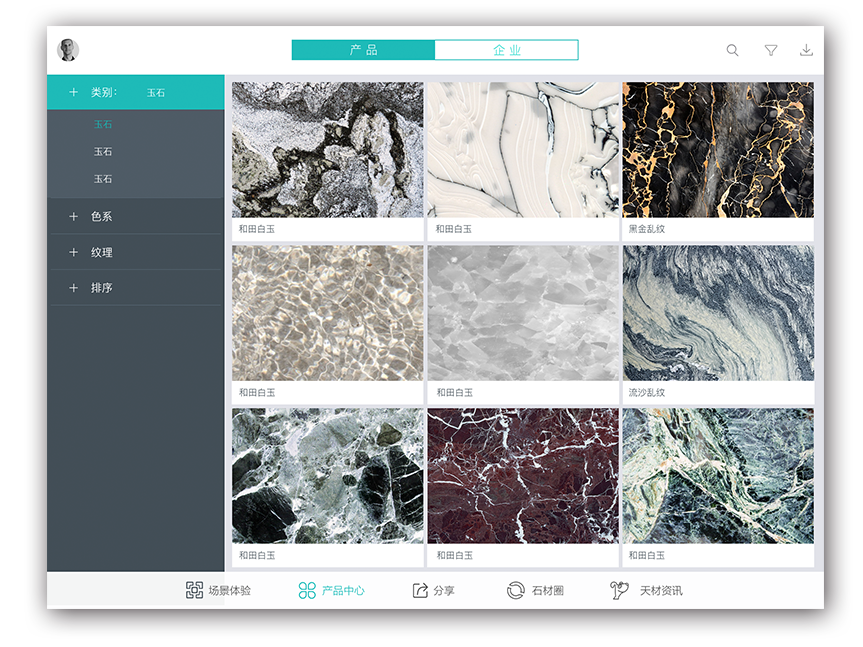 产品 企业
类别： 玉石
玉石
玉石
玉石
色系
纹理
排序
和田白玉 和田白玉 黑金乱纹
和田白玉 和田白玉 流沙乱纹
和田白玉 和田白玉 和田白玉
场景体验 产品中心 分享 石材圈 天材资讯